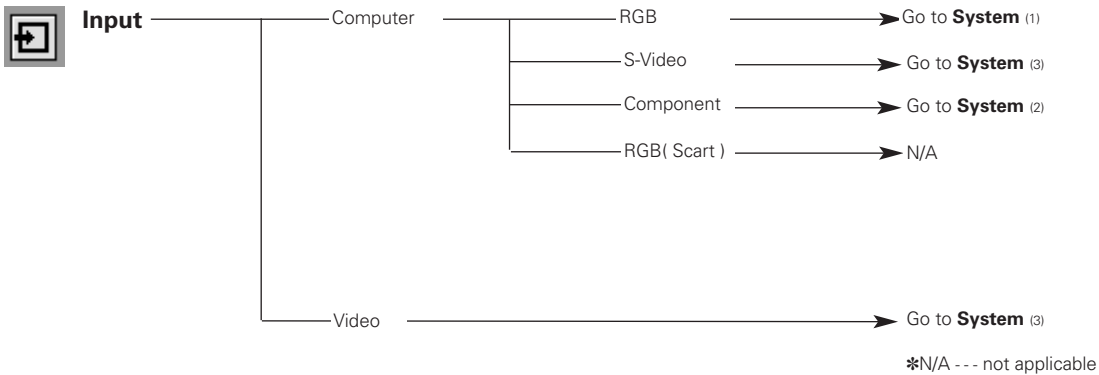 Input Computer RGB Go to System (1)
S-Video Go to System (3)
Component Go to System (2)
RGB( Scart ) N/A
Video Go to System (3)
✽N/A - - - not applicable